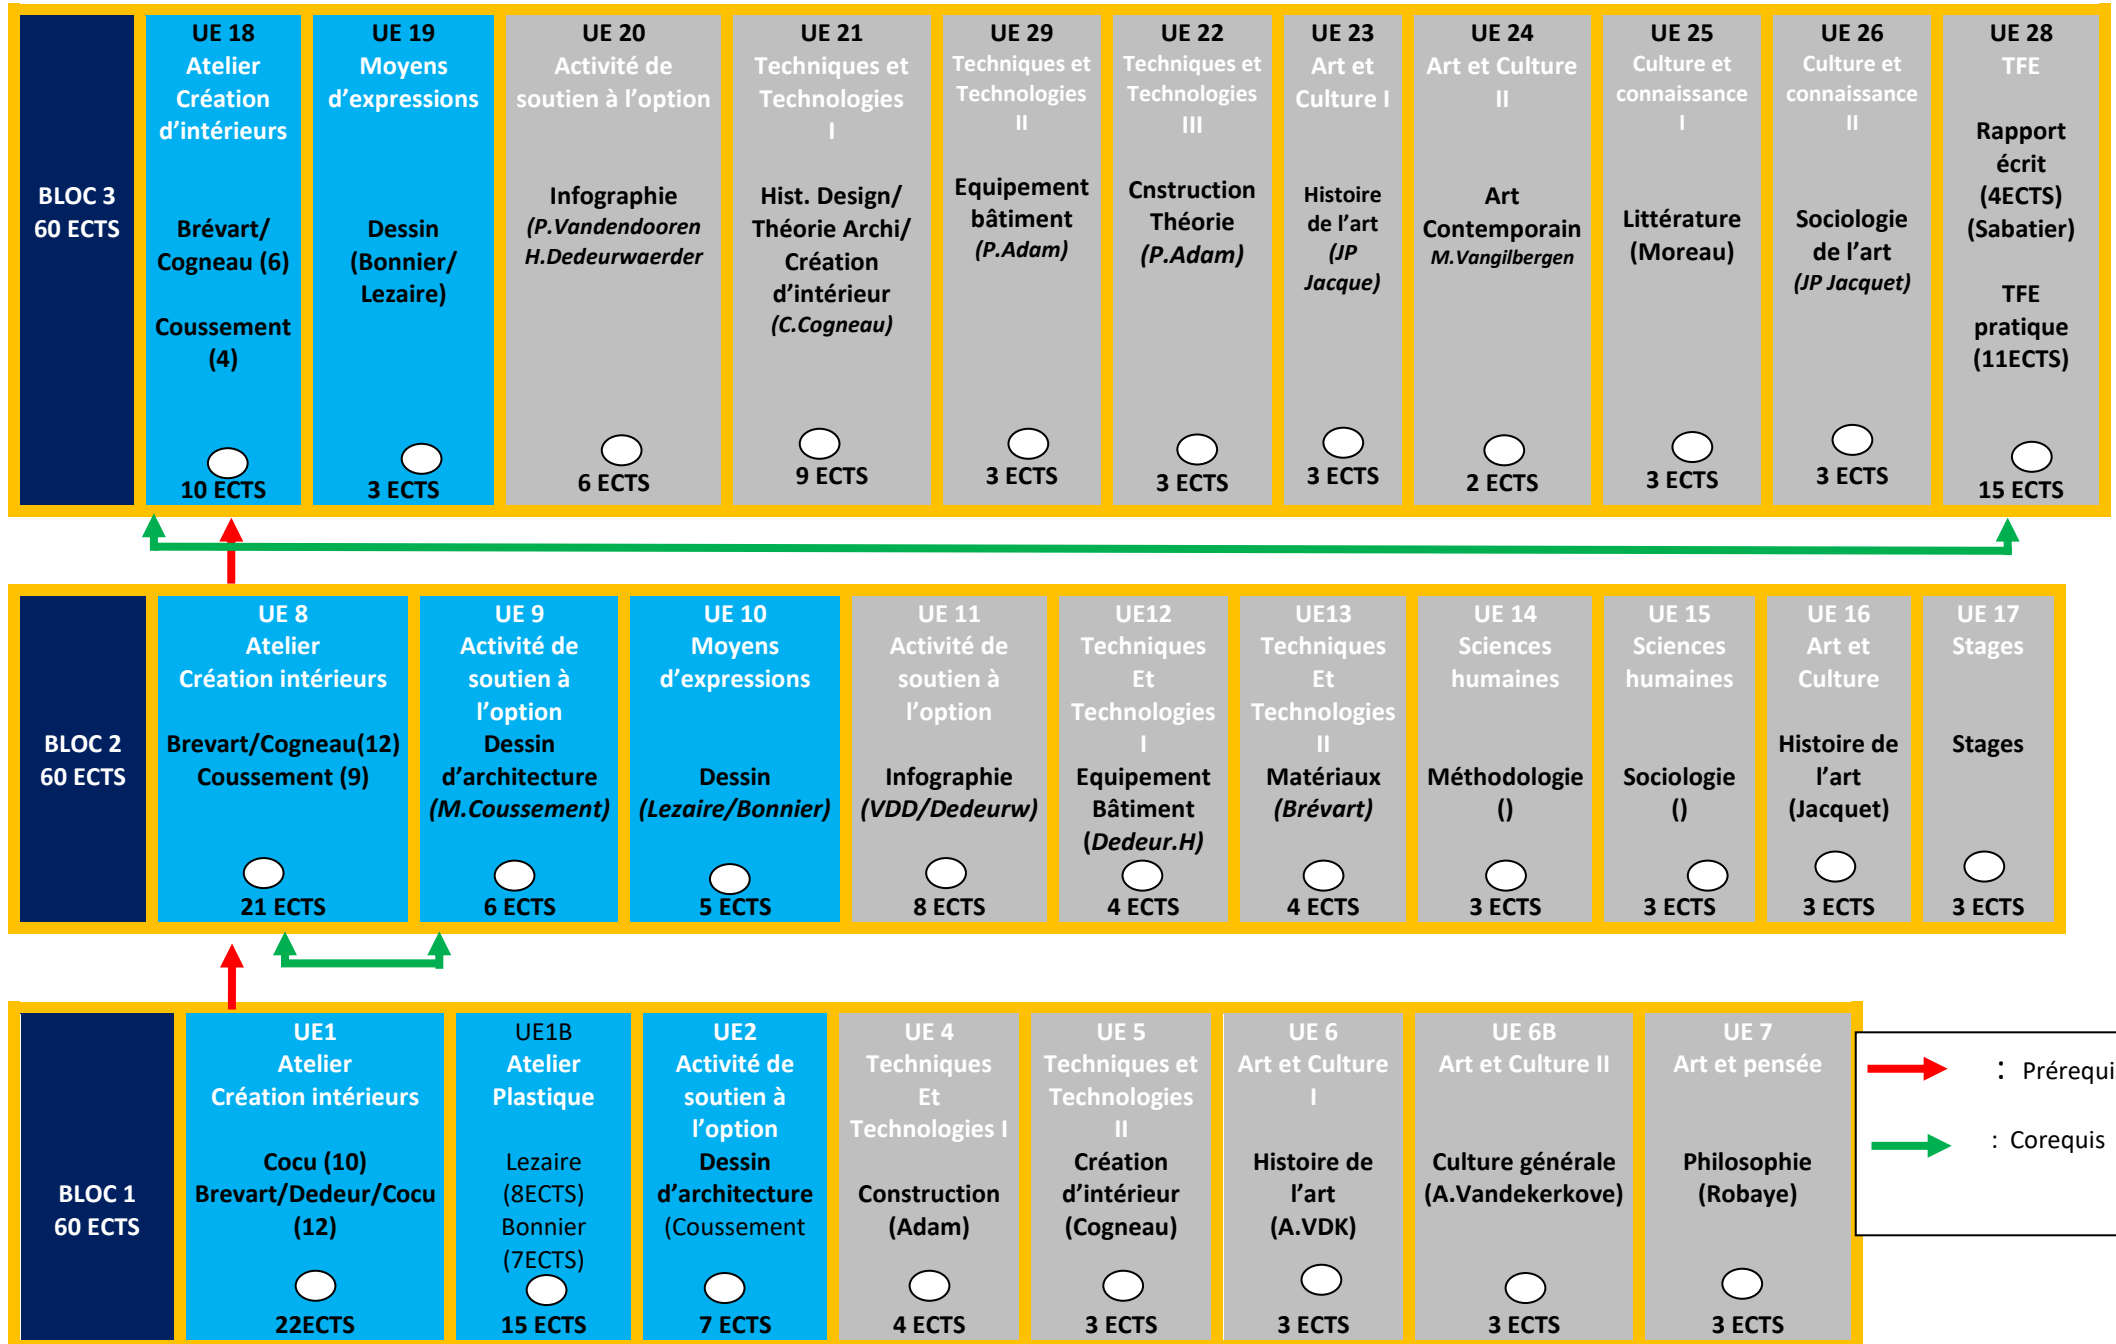 BLOC 3
60 ECTS
UE 18
Atelier
Création
d’intérieurs
Brévart/
Cogneau (6)
Coussement
(4)
10 ECTS
UE 19
Moyens
d’expressions
Dessin
(Bonnier/
Lezaire)
3 ECTS
UE 20
Activité de
soutien à l’option
Infographie
(P.Vandendooren
H.Dedeurwaerder
6 ECTS
UE 21
Techniques et
Technologies
I
Hist. Design/
Théorie Archi/
Création
d’intérieur
(C.Cogneau)
9 ECTS
UE 29
Techniques et
Technologies
II
Equipement
bâtiment
(P.Adam)
3 ECTS
UE 22
Techniques et
Technologies
III
Cnstruction
Théorie
(P.Adam)
3 ECTS
UE 23
Art et
Culture I
Histoire
de l’art
(JP
Jacque)
3 ECTS
UE 24
Art et Culture
II
Art
Contemporain
M.Vangilbergen
2 ECTS
UE 25
Culture et
connaissance
I
Littérature
(Moreau)
3 ECTS
UE 26
Culture et
connaissance
II
Sociologie
de l’art
(JP Jacquet)
3 ECTS
UE 28
TFE
Rapport
écrit
(4ECTS)
(Sabatier)
TFE
pratique
(11ECTS)
15 ECTS
BLOC 2
60 ECTS
UE 8
Atelier
Création intérieurs
Brevart/Cogneau(12)
Coussement (9)
21 ECTS
UE 9
Activité de
soutien à
l’option
Dessin
d’architecture
(M.Coussement)
6 ECTS
UE 10
Moyens
d’expressions
Dessin
(Lezaire/Bonnier)
5 ECTS
UE 11
Activité de
soutien à
l’option
Infographie
(VDD/Dedeurw)
8 ECTS
UE12
Techniques
Et
Technologies
I
Equipement
Bâtiment
(Dedeur.H)
4 ECTS
UE13
Techniques
Et
Technologies
II
Matériaux
(Brévart)
4 ECTS
UE 14
Sciences
humaines
Méthodologie
()
3 ECTS
UE 15
Sciences
humaines
Sociologie
()
3 ECTS
UE 16
Art et
Culture
Histoire de
l’art
(Jacquet)
3 ECTS
UE 17
Stages
Stages
3 ECTS
BLOC 1
60 ECTS
UE1
Atelier
Création intérieurs
Cocu (10)
Brevart/Dedeur/Cocu
(12)
22ECTS
UE1B
Atelier
Plastique
Lezaire
(8ECTS)
Bonnier
(7ECTS)
15 ECTS
UE2
Activité de
soutien à
l’option
Dessin
d’architecture
(Coussement
7 ECTS
UE 4
Techniques
Et
Technologies I
Construction
(Adam)
4 ECTS
UE 5
Techniques et
Technologies
II
Création
d’intérieur
(Cogneau)
3 ECTS
UE 6
Art et Culture
I
Histoire de
l’art
(A.VDK)
3 ECTS
UE 6B
Art et Culture II
Culture générale
(A.Vandekerkove)
3 ECTS
UE 7
Art et pensée
Philosophie
(Robaye)
3 ECTS
: Prérequi
: Corequis